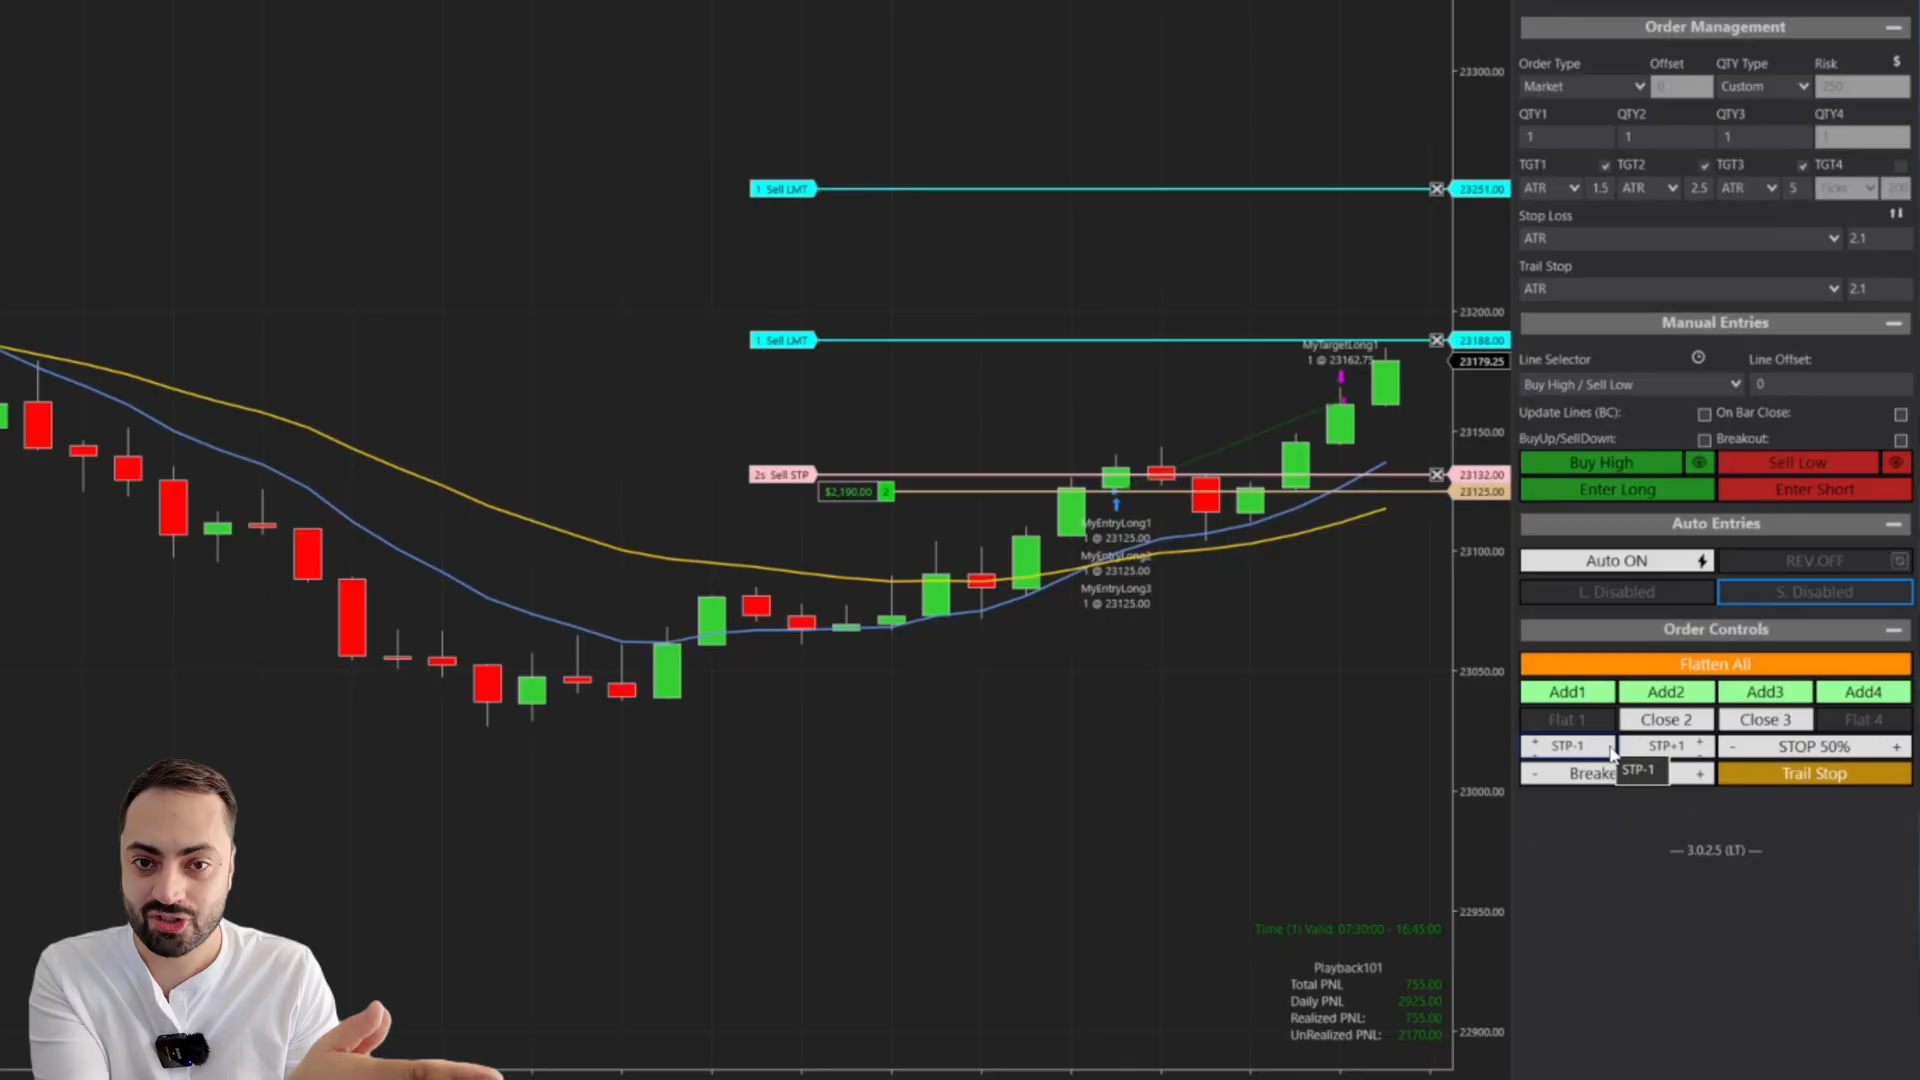 Order Management
Order Type Offset QTY Type Risk $
Market 0 Custom 250
QTY1 QTY2 QTY3 QTY4
1 1 1 1
TGT1 TGT2 TGT3 TGT4
ATR 1.5 ATR 2.5 ATR 5 Ticks 200
Stop Loss
ATR 2.1
Trail Stop
ATR 2.1
Manual Entries
Line Selector Line Offset:
Buy High / Sell Low 0
Update Lines (BC): On Bar Close:
BuyUp/SellDown: Breakout:
Buy High Sell Low
Enter Long Enter Short
Auto Entries
Auto ON REV.OFF
L. Disabled S. Disabled
Order Controls
Flatten All
Add1 Add2 Add3 Add4
Flat 1 Close 2 Close 3 Flat 4
+ - STP-1 STP+1 + - - STOP 50% +
- Breake + Trail Stop
STP-1
— 3.0.2.5 (LT) —
23300.00
1 Sell LMT 23251.00
23200.00
1 Sell LMT 23188.00
MyTargetLong1
1 @ 23162.75
23179.25
23150.00
2s Sell STP 23132.00
$2,190.00 2 23125.00
MyEntryLong1
1 @ 23125.00
MyEntryLong2
1 @ 23125.00
MyEntryLong3
1 @ 23125.00
23100.00
23050.00
23000.00
22950.00
22900.00
Time (1) Valid: 07:30:00 - 16:45:00
Playback101
Total PNL 755.00
Daily PNL 2925.00
Realized PNL: 755.00
UnRealized PNL: 2170.00